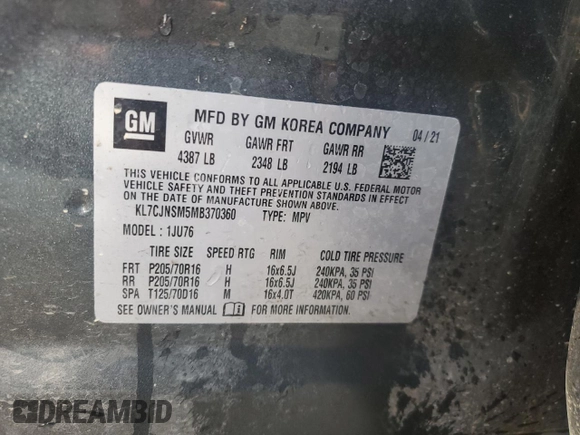 GM
MFD BY GM KOREA COMPANY 04/21
GVWR GAWR FRT GAWR RR
4387 LB 2348 LB 2194 LB
THIS VEHICLE CONFORMS TO ALL APPLICABLE U.S. FEDERAL MOTOR
VEHICLE SAFETY AND THEFT PREVENTION STANDARDS IN EFFECT
ON THE DATE OF MANUFACTURE SHOWN ABOVE.
KL7CJNSM5MB370360 TYPE: MPV
MODEL : 1JU76
TIRE SIZE SPEED RTG RIM COLD TIRE PRESSURE
FRT P205/70R16 H 16x6.5J 240KPA, 35 PSI
RR P205/70R16 H 16x6.5J 240KPA, 35 PSI
SPA T125/70D16 M 16x4.0T 420KPA, 60 PSI
SEE OWNER'S MANUAL FOR MORE INFORMATION.
DREAMBID